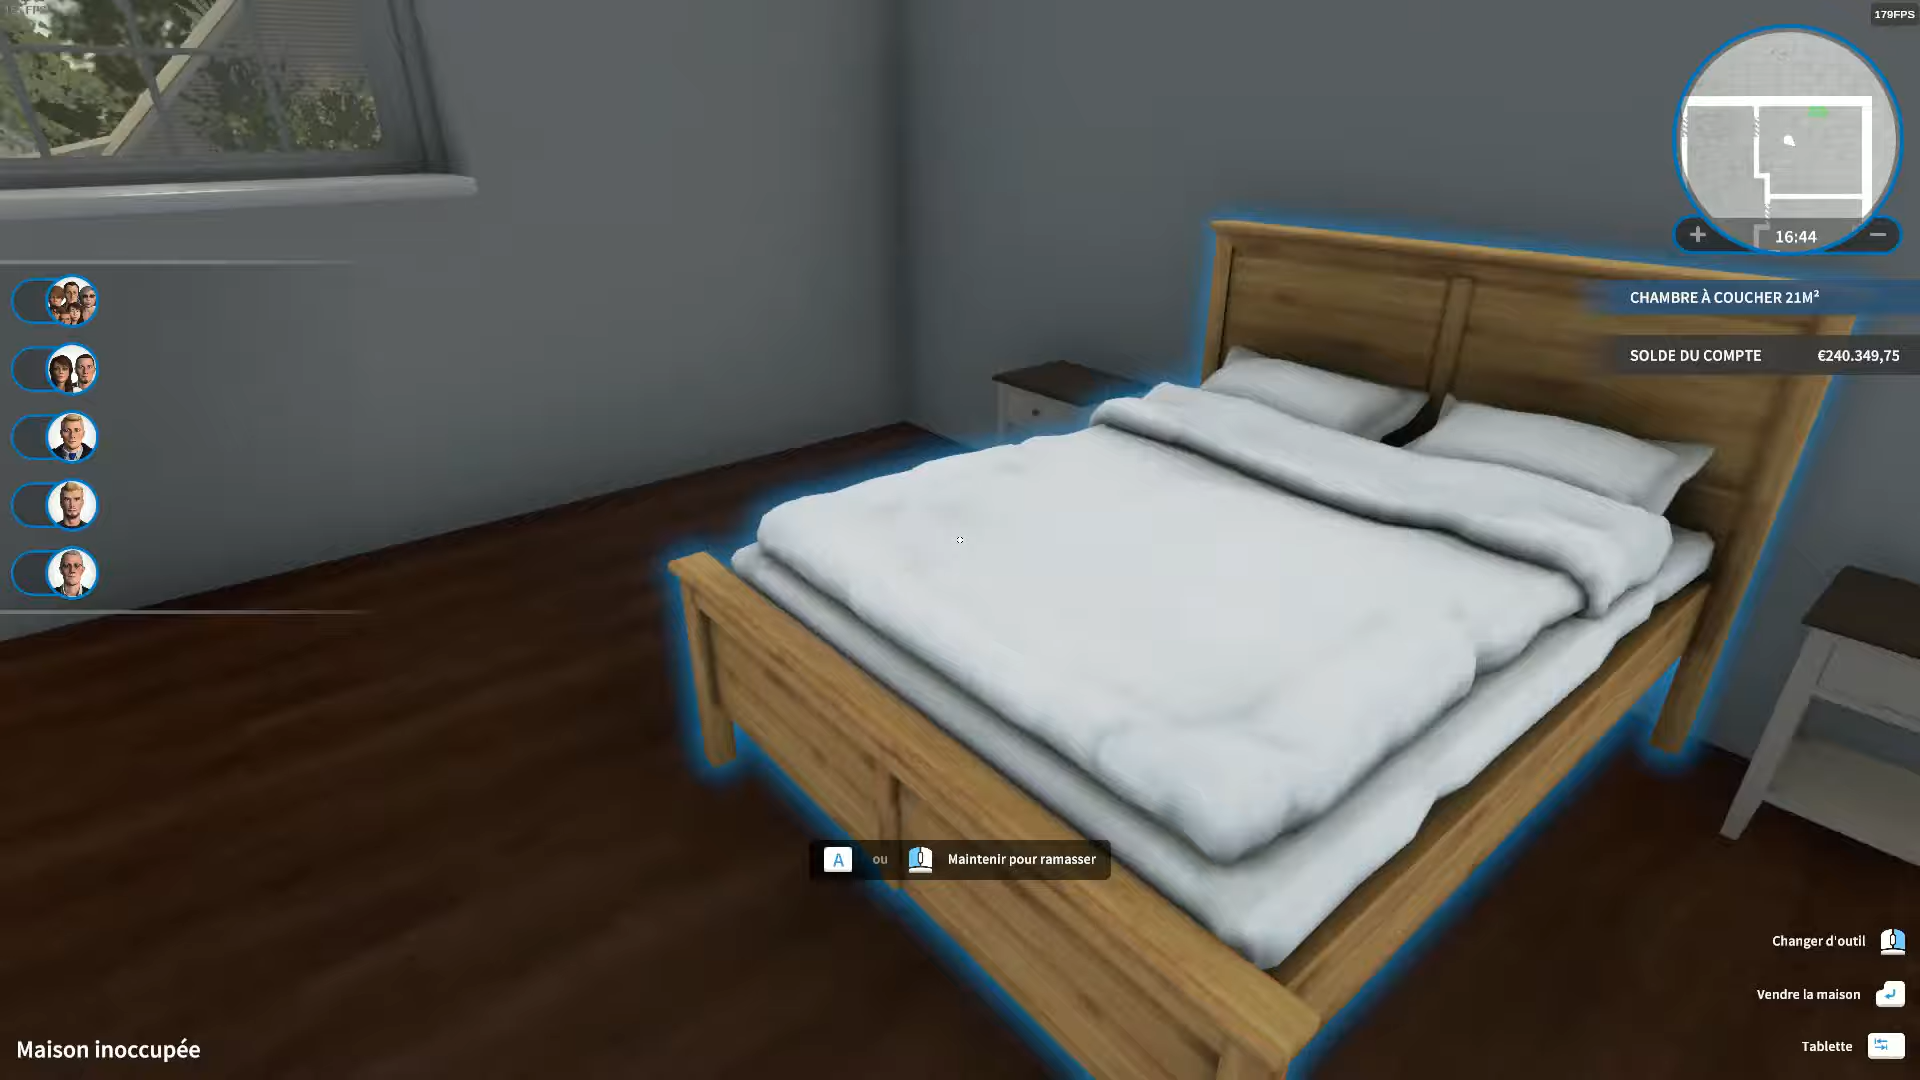 179FPS
16:44
CHAMBRE À COUCHER 21M²
SOLDE DU COMPTE €240.349,75
A ou Maintenir pour ramasser
Changer d'outil
Vendre la maison
Maison inoccupée
Tablette